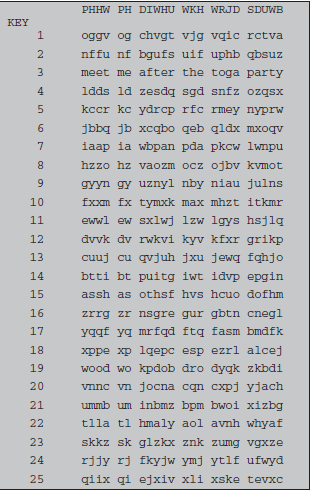 PHHW PH DIWHU WKH WRJD SDUWB
KEY
1 oggv og chvgt vjg vqic rctva
2 nffu nf bgufs uif uphb qbsuz
3 meet me after the toga party
4 ldds ld zesdq sgd snfz ozqsx
5 kccr kc ydrcp rfc rmey nyprw
6 jbbq jb xcqbo qeb qldx mxoqv
7 iaap ia wbpan pda pkcw lwnpu
8 hzzo hz vaozm ocz ojbv kvmot
9 gyyn gy uznyl nby niau julns
10 fxxm fx tymxk max mhzt itkmr
11 ewwl ew sxlwj lzw lgys hsjlq
12 dvvk dv rwkvi kyv kfxr grikp
13 cuuj cu qvjuh jxu jewq fqhjo
14 btti bt puitg iwt idvp epgin
15 assh as othsf hvs hcuo dofhm
16 zrrg zr nsgre gur gbtn cnegl
17 yqqf yq mrfqd ftq fasm bmdfk
18 xppe xp lqepc esp ezrl alcej
19 wood wo kpdob dro dyqk zkbdi
20 vnnc vn jocna cqn cxpj yjach
21 ummb um inbmz bpm bwoi xizbg
22 tlla tl hmaly aol avnh whyaf
23 skkz sk glzkx znk zumg vgxze
24 rjjy rj fkyjw ymj ytlf ufwyd
25 qiix qi ejxiv xli xske tevxc